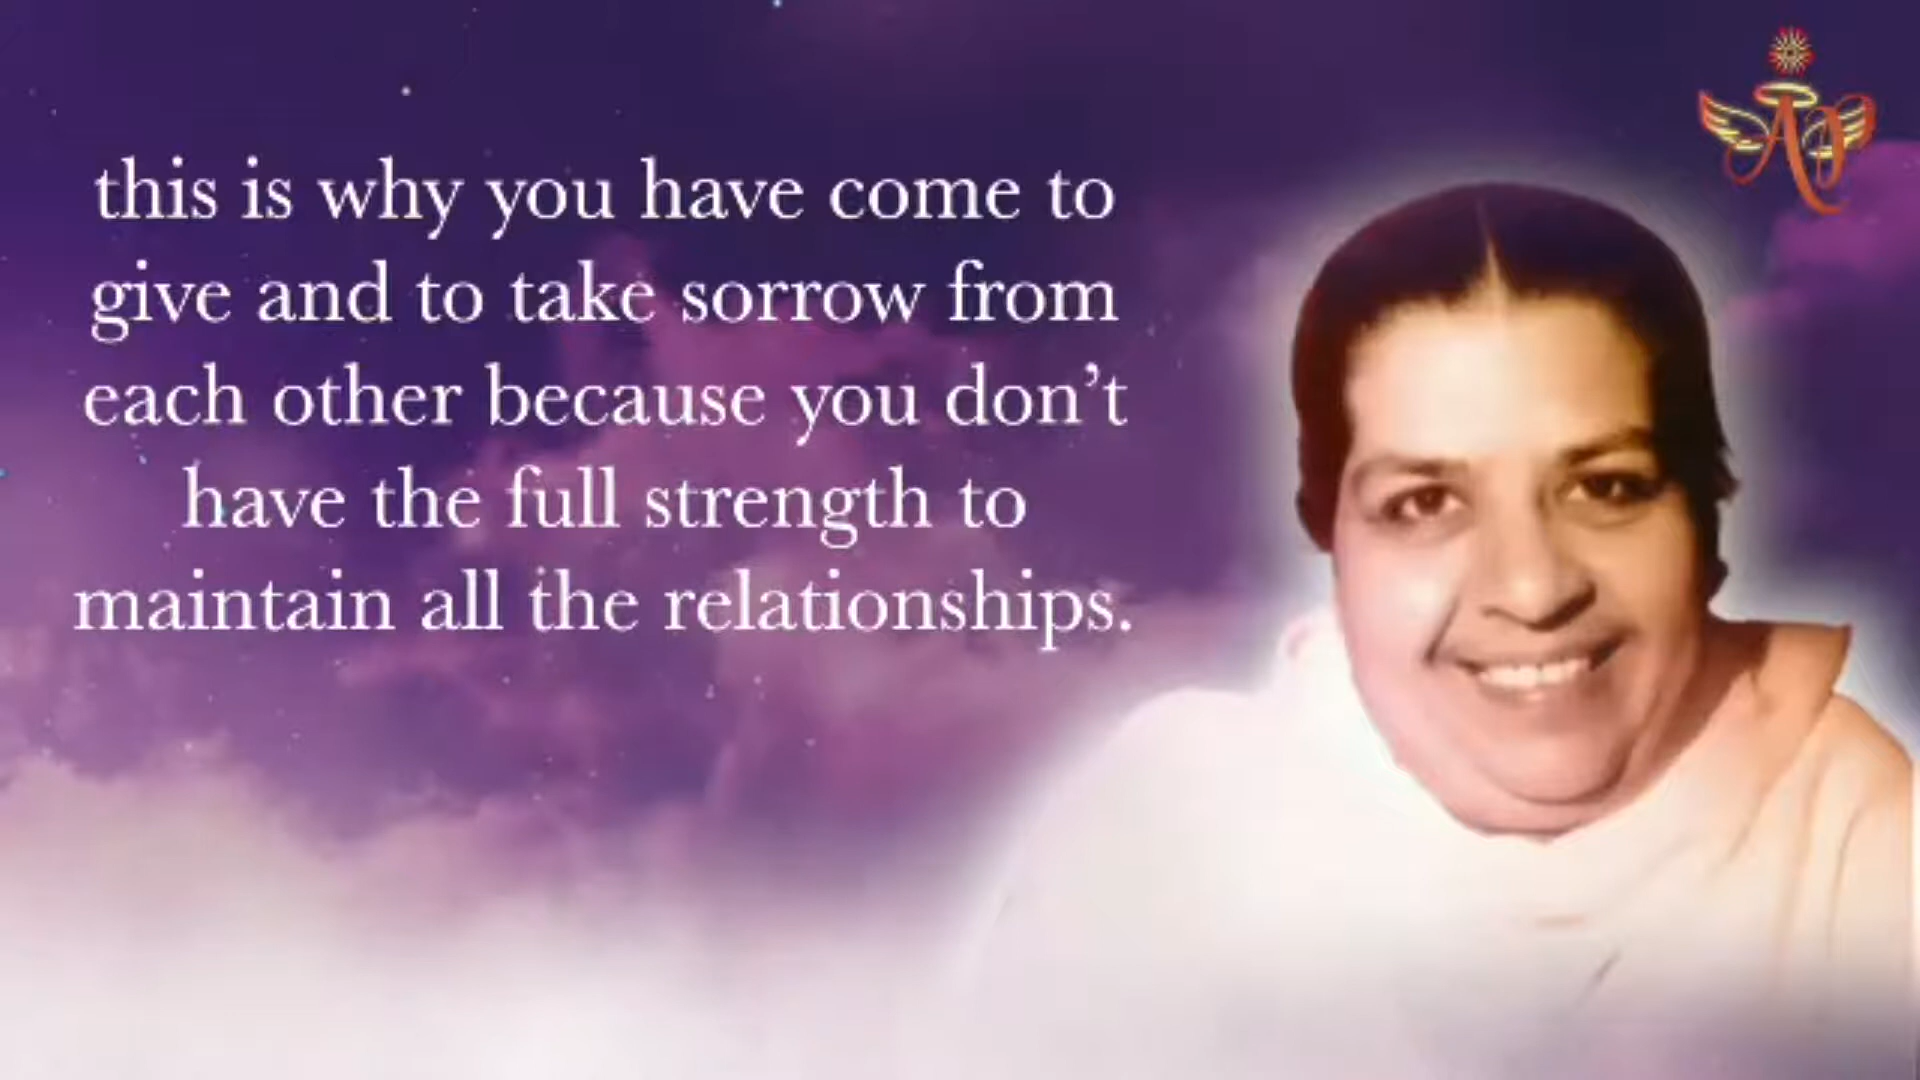 this is why you have come to
give and to take sorrow from
each other because you don’t
have the full strength to
maintain all the relationships.